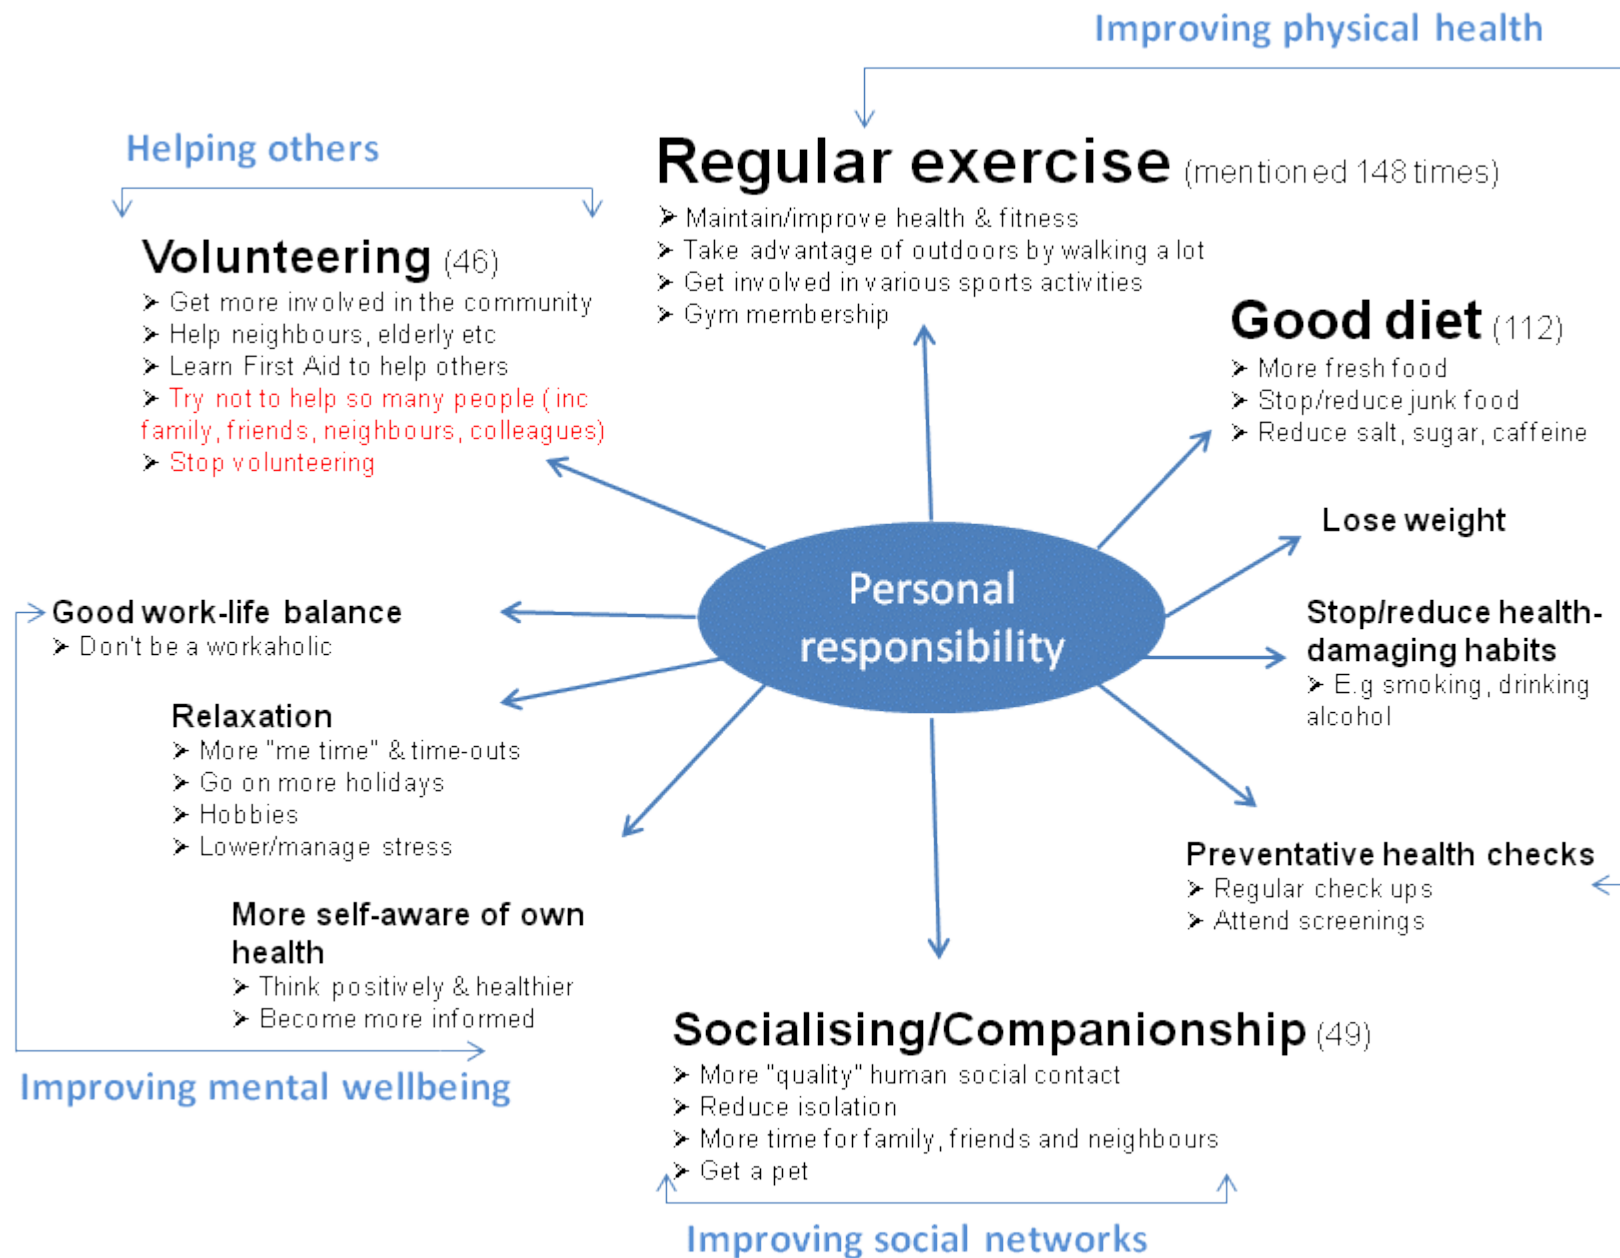 Improving physical health
Helping others
Regular exercise (mentioned 148 times)
➢ Maintain/improve health & fitness
➢ Take advantage of outdoors by walking a lot
➢ Get involved in various sports activities
➢ Gym membership
Volunteering (46)
➢ Get more involved in the community
➢ Help neighbours, elderly etc
➢ Learn First Aid to help others
➢ Try not to help so many people (inc
family, friends, neighbours, colleagues)
➢ Stop volunteering
Good diet (112)
➢ More fresh food
➢ Stop/reduce junk food
➢ Reduce salt, sugar, caffeine
Lose weight
Personal
responsibility
Good work-life balance
➢ Don't be a workaholic
Stop/reduce health-
damaging habits
➢ E.g smoking, drinking
alcohol
Relaxation
➢ More "me time" & time-outs
➢ Go on more holidays
➢ Hobbies
➢ Lower/manage stress
Preventative health checks
➢ Regular check ups
➢ Attend screenings
More self-aware of own
health
➢ Think positively & healthier
➢ Become more informed
Improving mental wellbeing
Socialising/Companionship (49)
➢ More "quality" human social contact
➢ Reduce isolation
➢ More time for family, friends and neighbours
➢ Get a pet
Improving social networks